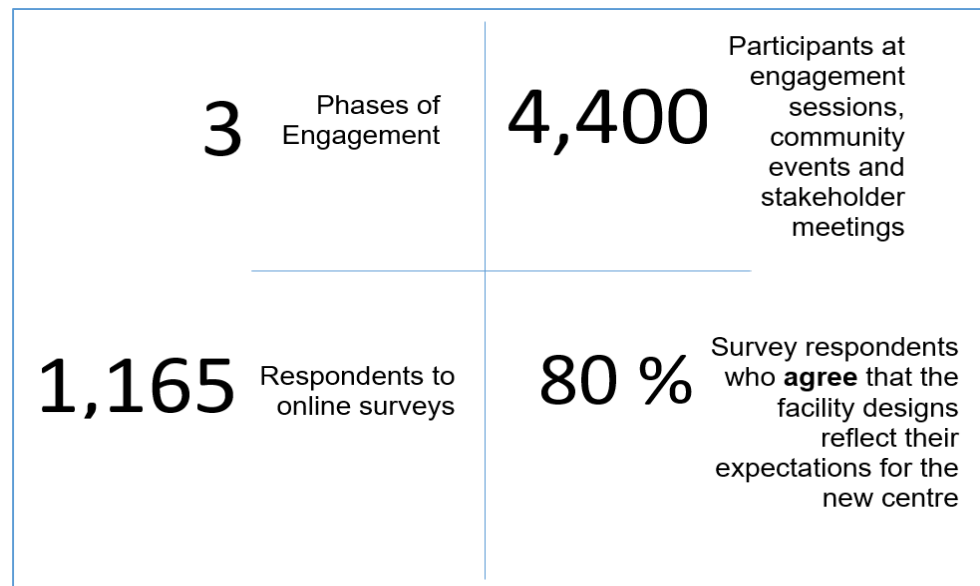 3
Phases of
Engagement
4,400
Participants at
engagement
sessions,
community
events and
stakeholder
meetings
1,165
Respondents to
online surveys
80 %
Survey respondents
who agree that the
facility designs
reflect their
expectations for the
new centre